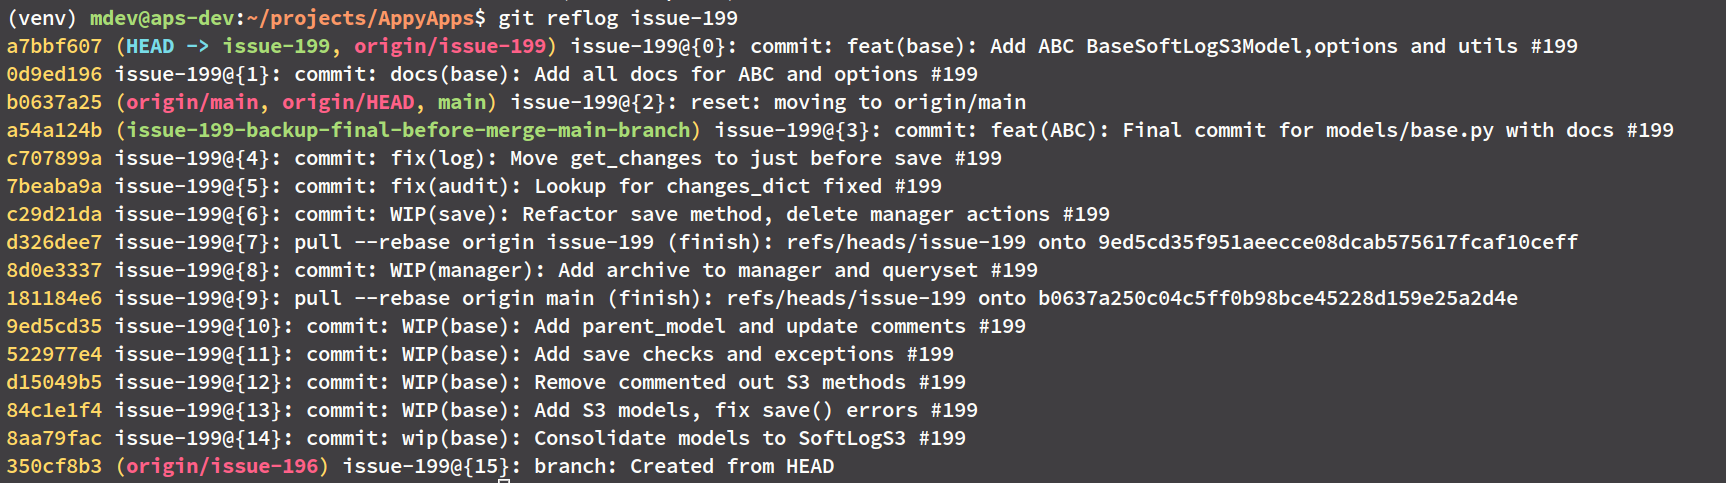 (venv) mdev@aps-dev:~/projects/AppyApps$ git reflog issue-199
a7bbf607 (HEAD -> issue-199, origin/issue-199) issue-199@{0}: commit: feat(base): Add ABC BaseSoftLogS3Model,options and utils #199
0d9ed196 issue-199@{1}: commit: docs(base): Add all docs for ABC and options #199
b0637a25 (origin/main, origin/HEAD, main) issue-199@{2}: reset: moving to origin/main
a54a124b (issue-199-backup-final-before-merge-main-branch) issue-199@{3}: commit: feat(ABC): Final commit for models/base.py with docs #199
c707899a issue-199@{4}: commit: fix(log): Move get_changes to just before save #199
7beaba9a issue-199@{5}: commit: fix(audit): Lookup for changes_dict fixed #199
c29d21da issue-199@{6}: commit: WIP(save): Refactor save method, delete manager actions #199
d326dee7 issue-199@{7}: pull --rebase origin issue-199 (finish): refs/heads/issue-199 onto 9ed5cd35f951aeecce08dcab575617fcaf10ceff
8d0e3337 issue-199@{8}: commit: WIP(manager): Add archive to manager and queryset #199
181184e6 issue-199@{9}: pull --rebase origin main (finish): refs/heads/issue-199 onto b0637a250c04c5ff0b98bce45228d159e25a2d4e
9ed5cd35 issue-199@{10}: commit: WIP(base): Add parent_model and update comments #199
522977e4 issue-199@{11}: commit: WIP(base): Add save checks and exceptions #199
d15049b5 issue-199@{12}: commit: WIP(base): Remove commented out S3 methods #199
84c1e1f4 issue-199@{13}: commit: WIP(base): Add S3 models, fix save() errors #199
8aa79fac issue-199@{14}: commit: wip(base): Consolidate models to SoftLogS3 #199
350cf8b3 (origin/issue-196) issue-199@{15}: branch: Created from HEAD